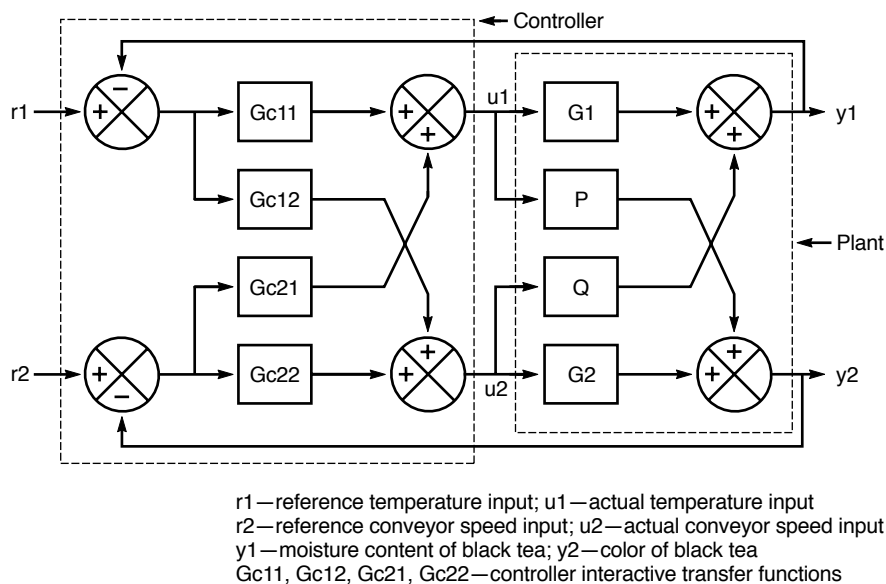 Controller
r1
+
−
Gc11
+
+
u1
G1
+
+
y1
Gc12
P
Plant
Gc21
Q
r2
+
−
Gc22
+
+
u2
G2
+
+
y2
r1—reference temperature input; u1—actual temperature input
r2—reference conveyor speed input; u2—actual conveyor speed input
y1—moisture content of black tea; y2—color of black tea
Gc11, Gc12, Gc21, Gc22—controller interactive transfer functions